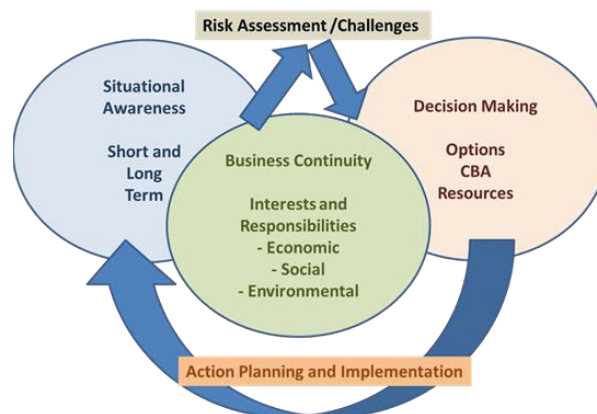 Risk Assessment /Challenges
Situational
Awareness
Short and
Long
Term
Business Continuity
Interests and
Responsibilities
- Economic
- Social
- Environmental
Decision Making
Options
CBA
Resources
Action Planning and Implementation